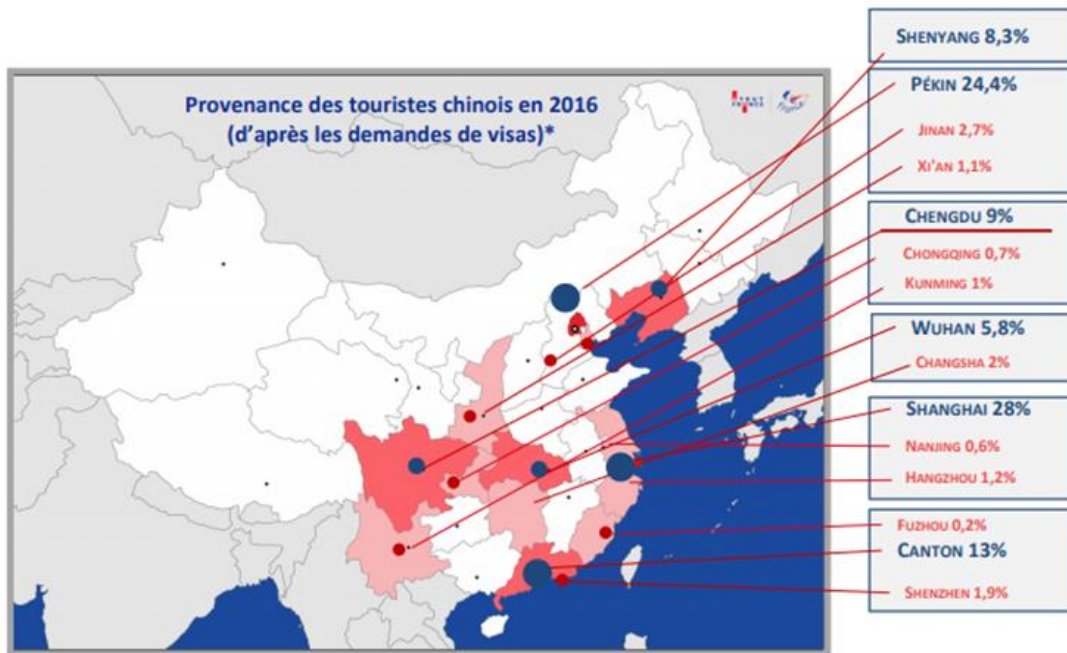 Provenance des touristes chinois en 2016
(d'après les demandes de visas)*
SHENYANG 8,3%
PÉKIN 24,4%
JINAN 2,7%
XI'AN 1,1%
CHENGDU 9%
CHONGQING 0,7%
KUNMING 1%
WUHAN 5,8%
CHANGSHA 2%
SHANGHAI 28%
NANJING 0,6%
HANGZHOU 1,2%
FUZHOU 0,2%
CANTON 13%
SHENZHEN 1,9%